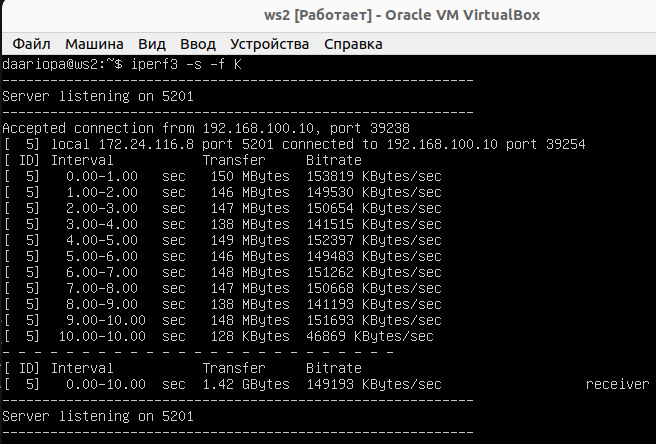 ws2 [Работает] - Oracle VM VirtualBox
Файл Машина Вид Ввод Устройства Справка
daariopa@ws2:~$ iperf3 -s -f K
-----------------------------------------------------------
Server listening on 5201
-----------------------------------------------------------
Accepted connection from 192.168.100.10, port 39238
[  5] local 172.24.116.8 port 5201 connected to 192.168.100.10 port 39254
[ ID] Interval           Transfer     Bitrate
[  5]   0.00-1.00   sec   150 MBytes  153819 KBytes/sec
[  5]   1.00-2.00   sec   146 MBytes  149530 KBytes/sec
[  5]   2.00-3.00   sec   147 MBytes  150654 KBytes/sec
[  5]   3.00-4.00   sec   138 MBytes  141515 KBytes/sec
[  5]   4.00-5.00   sec   149 MBytes  152397 KBytes/sec
[  5]   5.00-6.00   sec   146 MBytes  149483 KBytes/sec
[  5]   6.00-7.00   sec   148 MBytes  151262 KBytes/sec
[  5]   7.00-8.00   sec   147 MBytes  150668 KBytes/sec
[  5]   8.00-9.00   sec   138 MBytes  141193 KBytes/sec
[  5]   9.00-10.00  sec   148 MBytes  151693 KBytes/sec
[  5]  10.00-10.00  sec   128 KBytes  46869 KBytes/sec
- - - - - - - - - - - - - - - - - - - - - - - - -
[ ID] Interval           Transfer     Bitrate
[  5]   0.00-10.00  sec  1.42 GBytes  149193 KBytes/sec                  receiver
-----------------------------------------------------------
Server listening on 5201
-----------------------------------------------------------